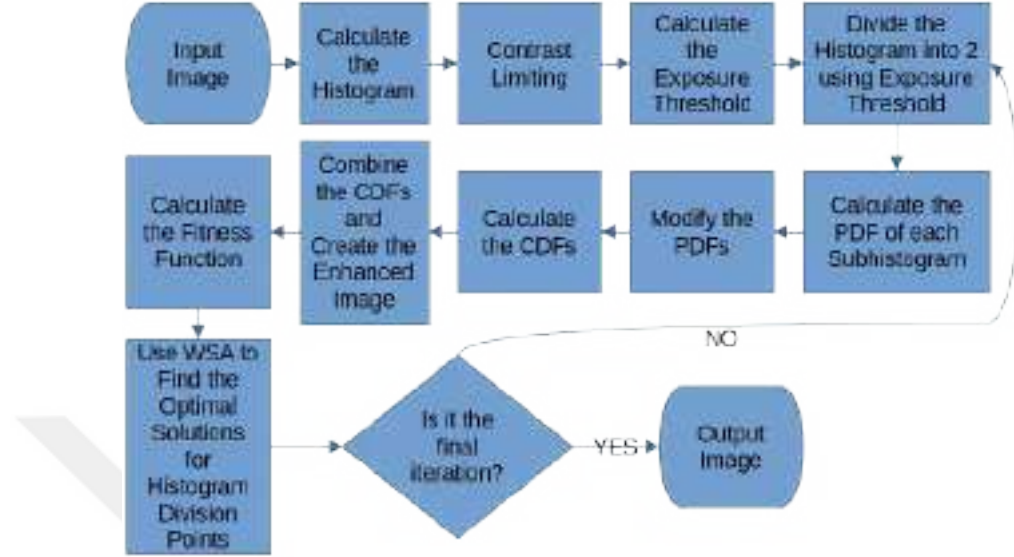 Input
Image
Calculate
the
Histogram
Contrast
Limiting
Calculate
the
Exposure
Threshold
Divide the
Histogram into 2
using Exposure
Threshold
Calculate the
PDF of each
Subhistogram
Modify the
PDFs
Calculate
the CDFs
Combine
the CDFs
and
Create the
Enhanced
Image
Calculate
the Fitness
Function
Use WSA to
Find the
Optimal
Solutions
for
Histogram
Division
Points
Is it the
final
iteration?
NO
YES
Output
Image